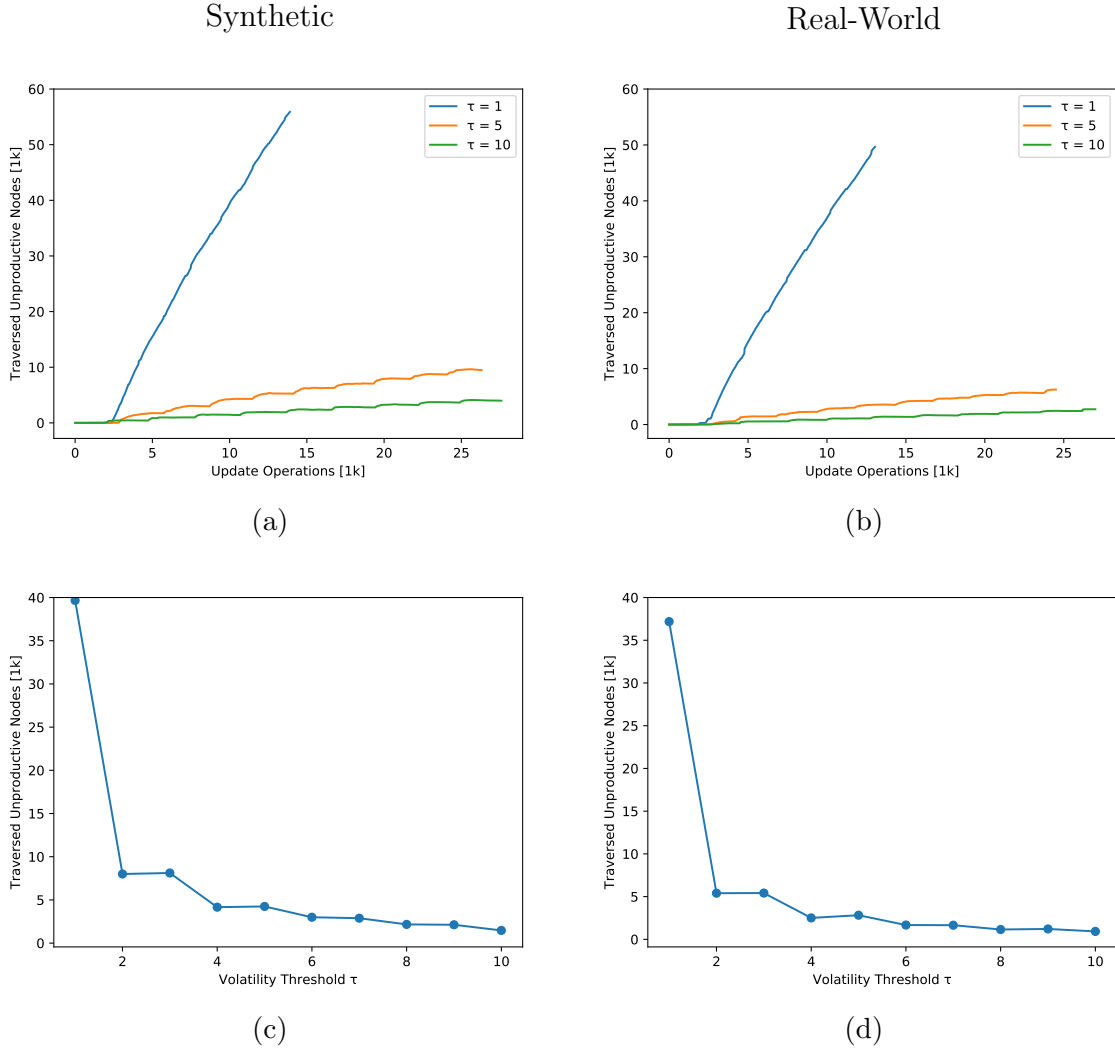 Synthetic
Real-World
60
50
40
30
20
10
0
Traversed Unproductive Nodes [1k]
τ = 1
τ = 5
τ = 10
0 5 10 15 20 25
Update Operations [1k]
(a)
60
50
40
30
20
10
0
Traversed Unproductive Nodes [1k]
τ = 1
τ = 5
τ = 10
0 5 10 15 20 25
Update Operations [1k]
(b)
40
35
30
25
20
15
10
5
0
Traversed Unproductive Nodes [1k]
2 4 6 8 10
Volatility Threshold τ
(c)
40
35
30
25
20
15
10
5
0
Traversed Unproductive Nodes [1k]
2 4 6 8 10
Volatility Threshold τ
(d)